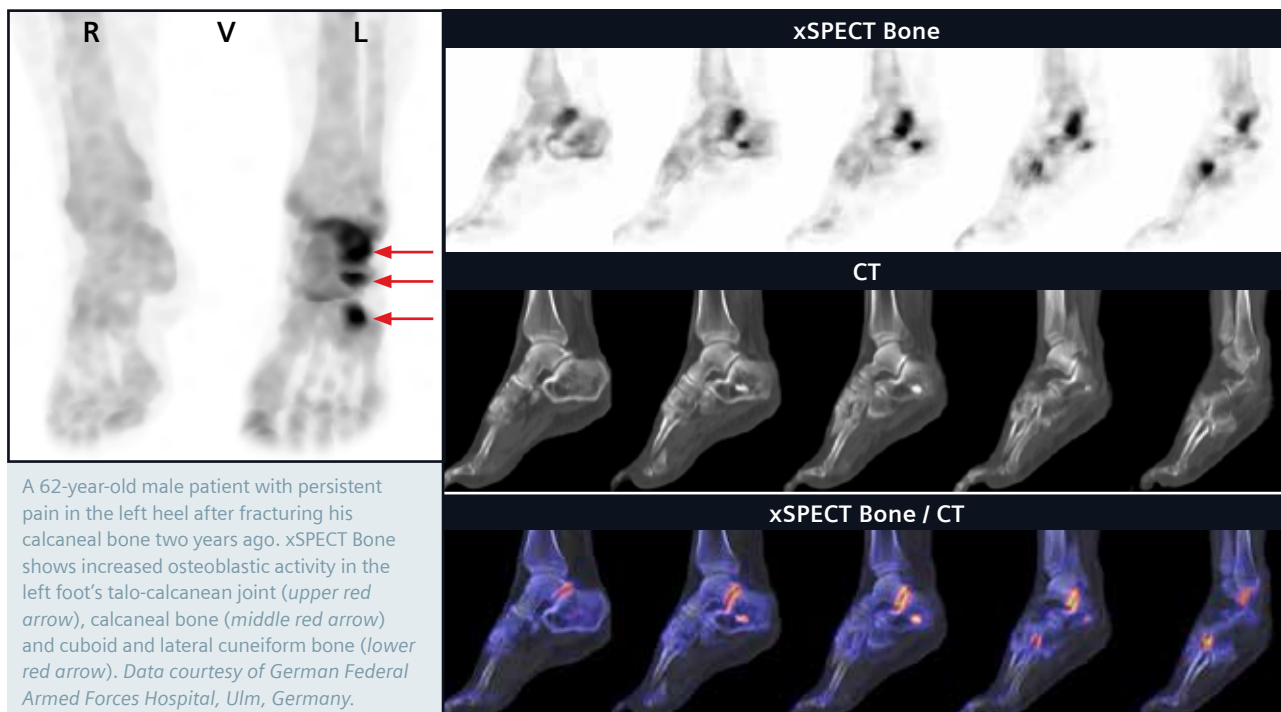 R V L
xSPECT Bone
CT
xSPECT Bone / CT
A 62-year-old male patient with persistent
pain in the left heel after fracturing his
calcaneal bone two years ago. xSPECT Bone
shows increased osteoblastic activity in the
left foot's talo-calcanean joint (upper red
arrow), calcaneal bone (middle red arrow)
and cuboid and lateral cuneiform bone (lower
red arrow). Data courtesy of German Federal
Armed Forces Hospital, Ulm, Germany.